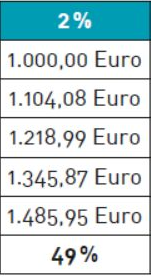 2 %
1.000,00 Euro
1.104,08 Euro
1.218,99 Euro
1.345,87 Euro
1.485,95 Euro
49 %